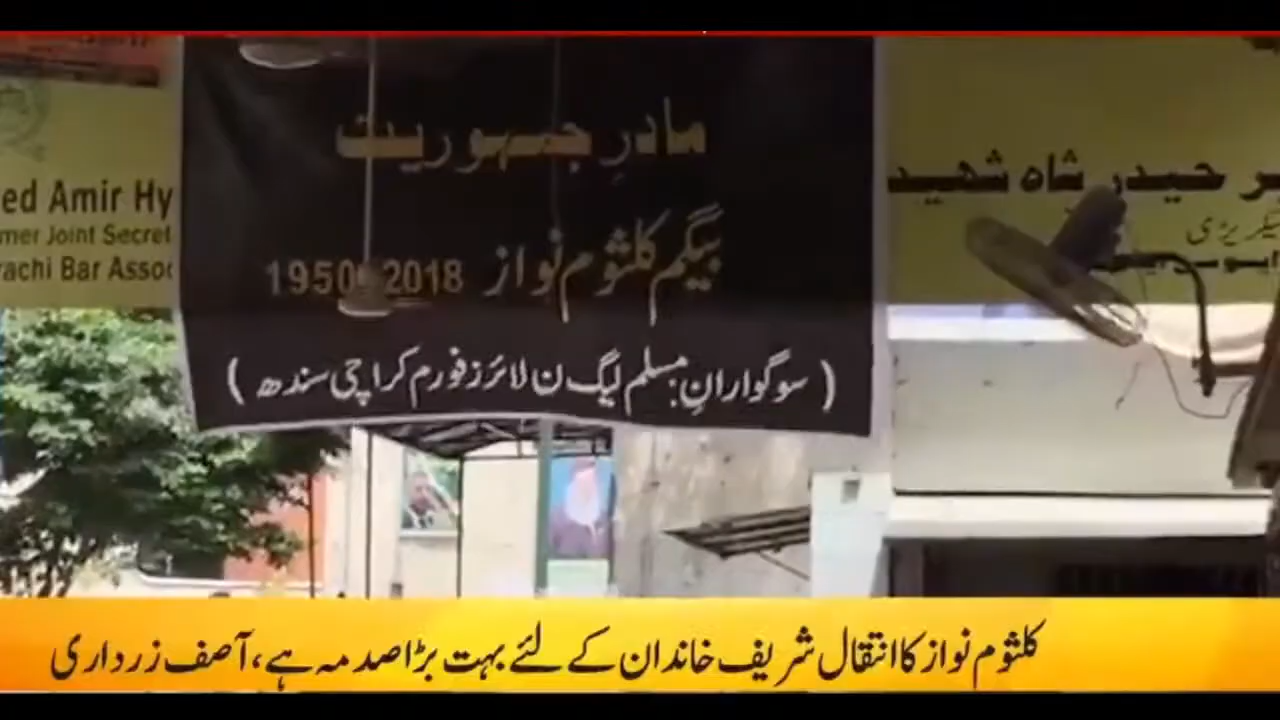 مادرِ جمہوریت
بیگم کلثوم نواز 1950 2018
(سوگواران: مسلم لیگ ن لائرز فورم کراچی سندھ)
ed Amir Hy
mer Joint Secret
rachi Bar Assoc
ر حیدر شاہ شہید
یکریٹری
کلثوم نواز کا انتقال شریف خاندان کے لئے بہت بڑا صدمہ ہے، آصف زرداری